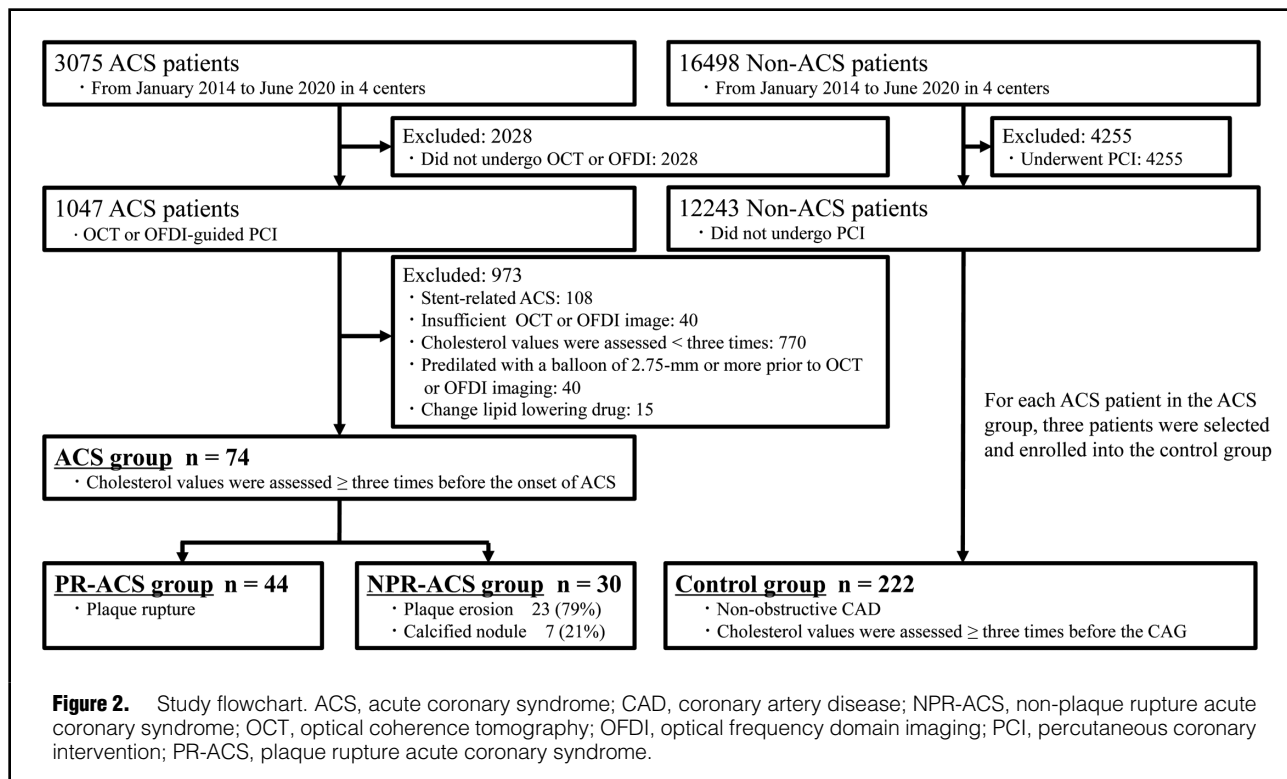 3075 ACS patients
・From January 2014 to June 2020 in 4 centers
16498 Non-ACS patients
・From January 2014 to June 2020 in 4 centers
Excluded: 2028
・Did not undergo OCT or OFDI: 2028
Excluded: 4255
・Underwent PCI: 4255
1047 ACS patients
・OCT or OFDI-guided PCI
12243 Non-ACS patients
・Did not undergo PCI
Excluded: 973
・Stent-related ACS: 108
・Insufficient OCT or OFDI image: 40
・Cholesterol values were assessed < three times: 770
・Predilated with a balloon of 2.75-mm or more prior to OCT
or OFDI imaging: 40
・Change lipid lowering drug: 15
For each ACS patient in the ACS
group, three patients were selected
and enrolled into the control group
ACS group n = 74
・Cholesterol values were assessed ≥ three times before the onset of ACS
PR-ACS group n = 44
・Plaque rupture
NPR-ACS group n = 30
・Plaque erosion 23 (79%)
・Calcified nodule 7 (21%)
Control group n = 222
・Non-obstructive CAD
・Cholesterol values were assessed ≥ three times before the CAG
Figure 2. Study flowchart. ACS, acute coronary syndrome; CAD, coronary artery disease; NPR-ACS, non-plaque rupture acute
coronary syndrome; OCT, optical coherence tomography; OFDI, optical frequency domain imaging; PCI, percutaneous coronary
intervention; PR-ACS, plaque rupture acute coronary syndrome.